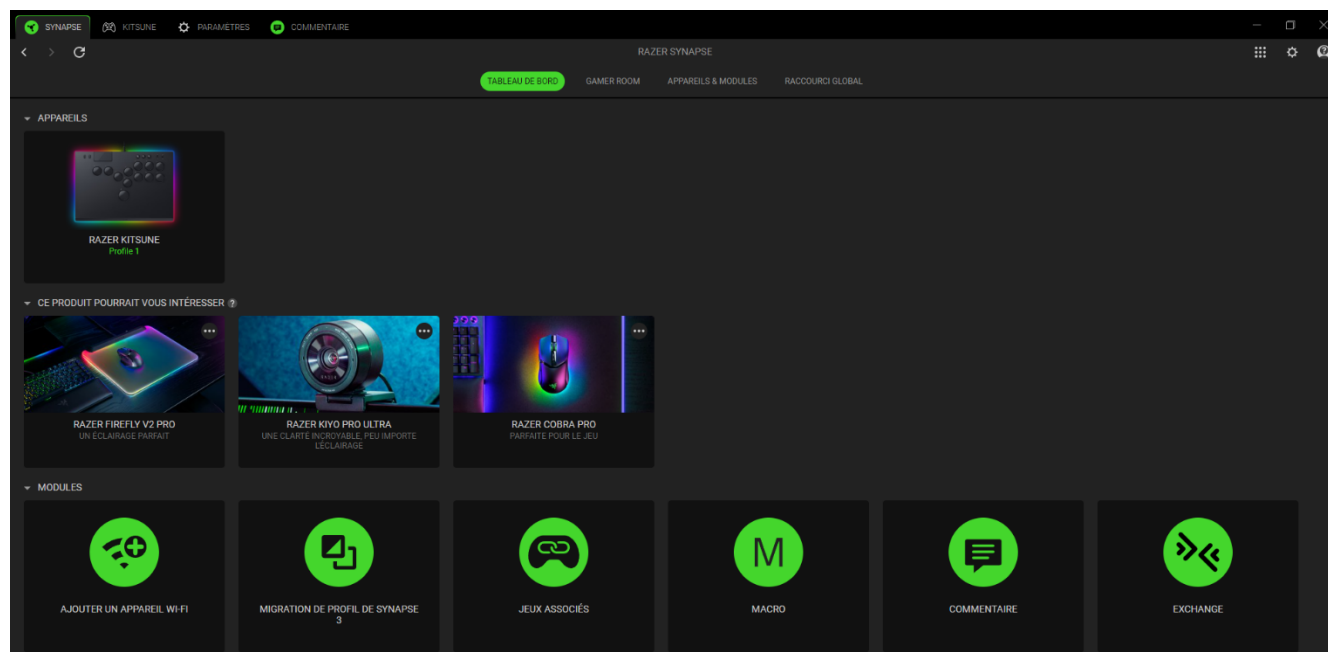 SYNAPSE KITSUNE PARAMÈTRES COMMENTAIRE
RAZER SYNAPSE
TABLEAU DE BORD GAMER ROOM APPAREILS & MODULES RACCOURCI GLOBAL
APPAREILS
RAZER KITSUNE
Profile 1
CE PRODUIT POURRAIT VOUS INTÉRESSER ?
RAZER FIREFLY V2 PRO
UN ÉCLAIRAGE PARFAIT
RAZER KIYO PRO ULTRA
UNE CLARTÉ INCROYABLE, PEU IMPORTE
L'ÉCLAIRAGE
RAZER COBRA PRO
PARFAITE POUR LE JEU
MODULES
AJOUTER UN APPAREIL WI-FI
MIGRATION DE PROFIL DE SYNAPSE
3
JEUX ASSOCIÉS
M
MACRO
COMMENTAIRE
EXCHANGE